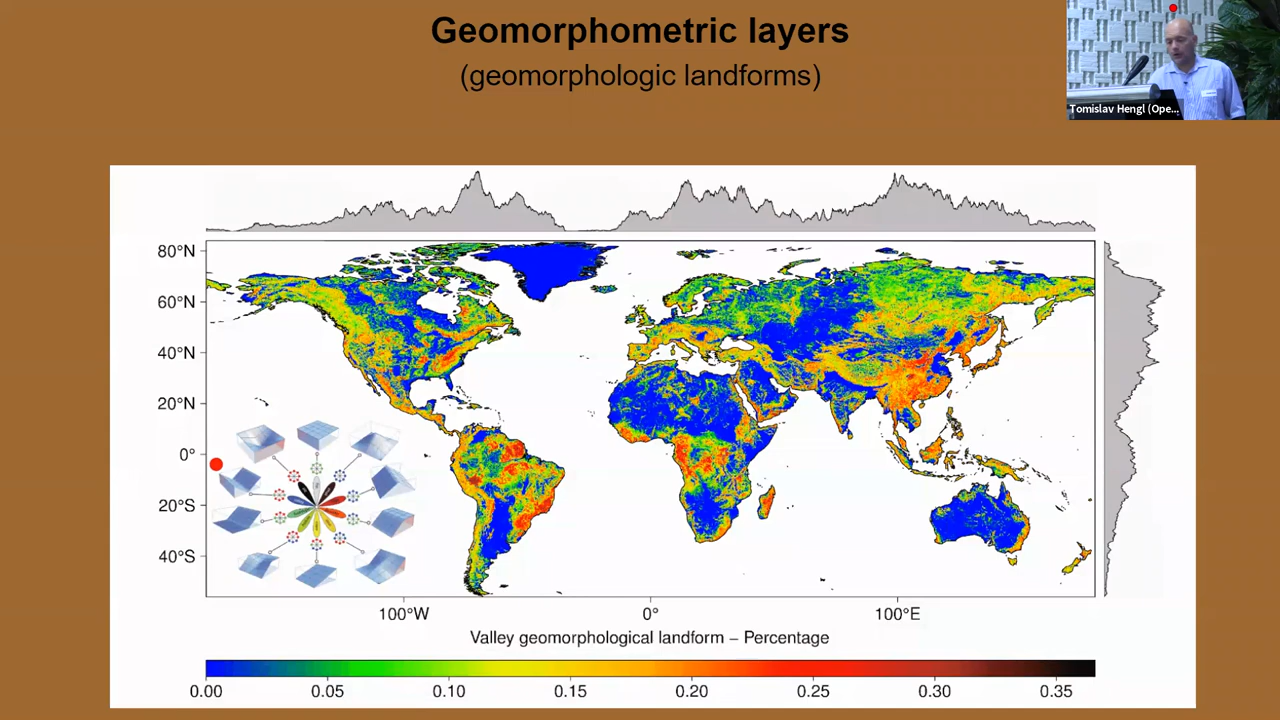 Geomorphometric layers
(geomorphologic landforms)
Tomislav Hengl (Ope...
80°N
60°N
40°N
20°N
0°
20°S
40°S
100°W
0°
100°E
Valley geomorphological landform – Percentage
0.00
0.05
0.10
0.15
0.20
0.25
0.30
0.35